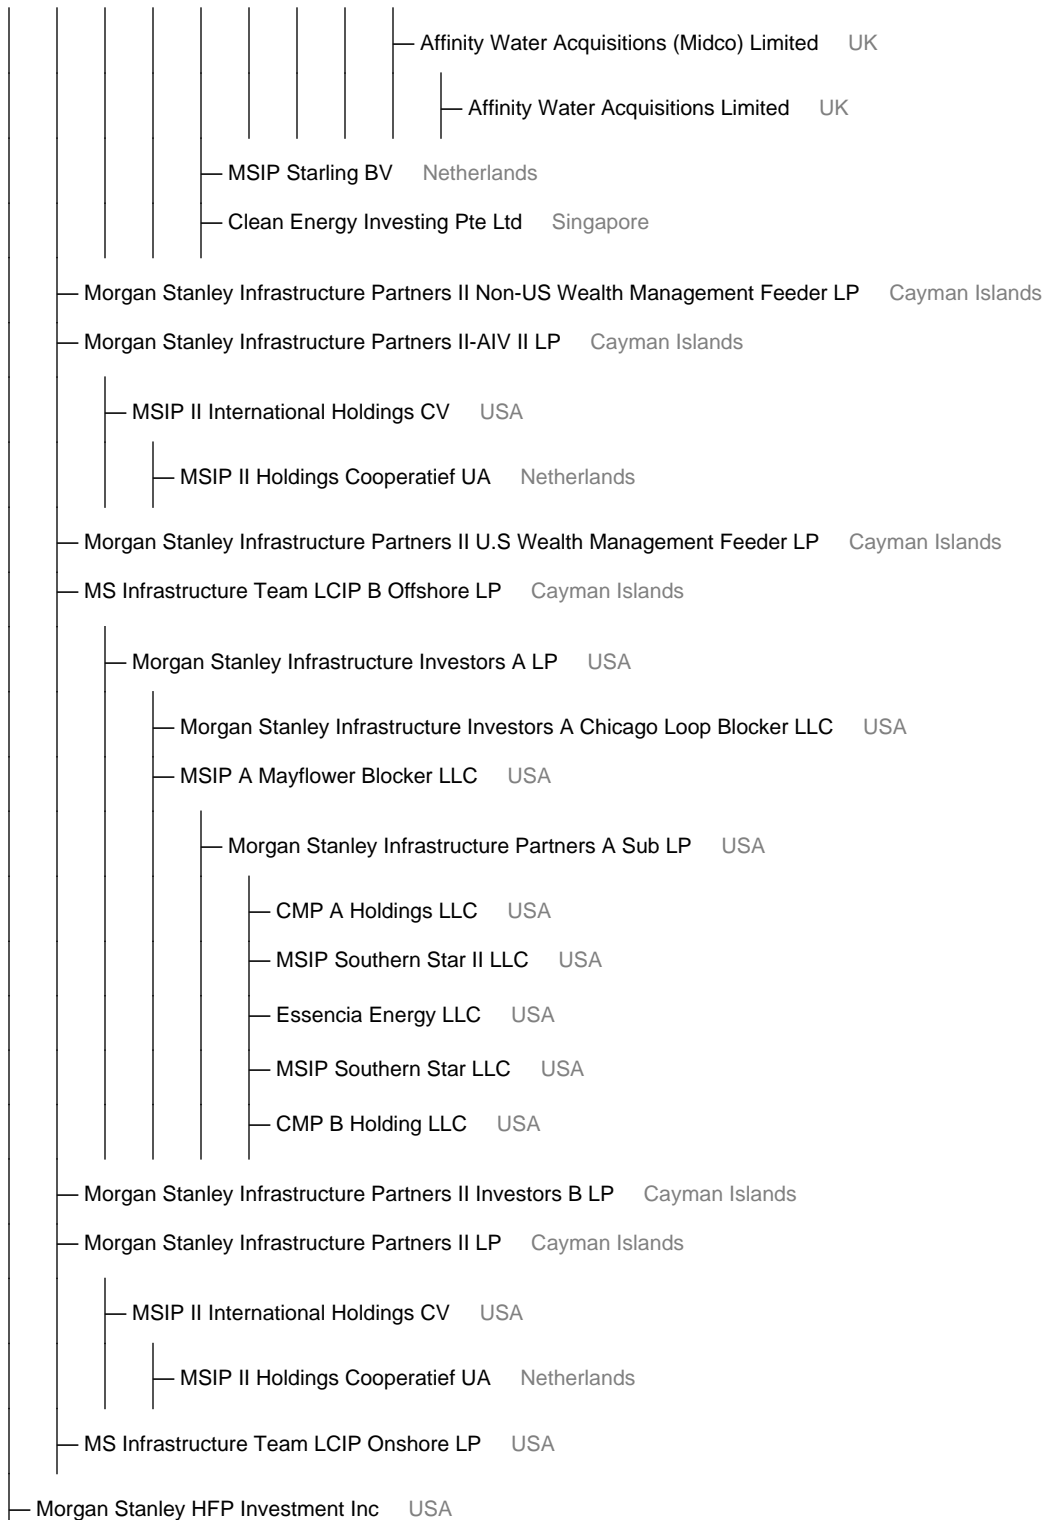 Affinity Water Acquisitions (Midco) Limited UK
Affinity Water Acquisitions Limited UK
MSIP Starling BV Netherlands
Clean Energy Investing Pte Ltd Singapore
Morgan Stanley Infrastructure Partners II Non-US Wealth Management Feeder LP Cayman Islands
Morgan Stanley Infrastructure Partners II-AIV II LP Cayman Islands
MSIP II International Holdings CV USA
MSIP II Holdings Cooperatief UA Netherlands
Morgan Stanley Infrastructure Partners II U.S Wealth Management Feeder LP Cayman Islands
MS Infrastructure Team LCIP B Offshore LP Cayman Islands
Morgan Stanley Infrastructure Investors A LP USA
Morgan Stanley Infrastructure Investors A Chicago Loop Blocker LLC USA
MSIP A Mayflower Blocker LLC USA
Morgan Stanley Infrastructure Partners A Sub LP USA
CMP A Holdings LLC USA
MSIP Southern Star II LLC USA
Essencia Energy LLC USA
MSIP Southern Star LLC USA
CMP B Holding LLC USA
Morgan Stanley Infrastructure Partners II Investors B LP Cayman Islands
Morgan Stanley Infrastructure Partners II LP Cayman Islands
MSIP II International Holdings CV USA
MSIP II Holdings Cooperatief UA Netherlands
MS Infrastructure Team LCIP Onshore LP USA
Morgan Stanley HFP Investment Inc USA